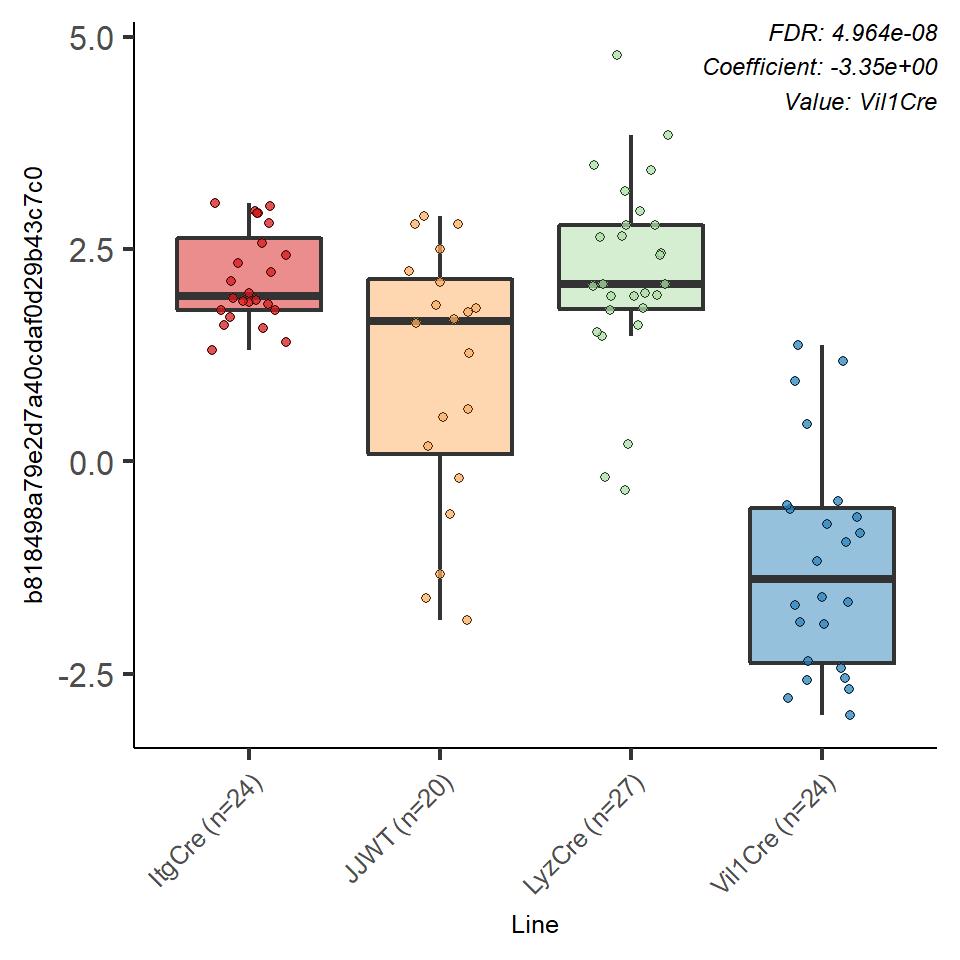 FDR: 4.964e-08
Coefficient: -3.35e+00
Value: Vil1Cre
b818498a79e2d7a40cdaf0d29b43c7c0
5.0
2.5
0.0
-2.5
ItgCre (n=24)
JJWT (n=20)
LyzCre (n=27)
Vil1Cre (n=24)
Line